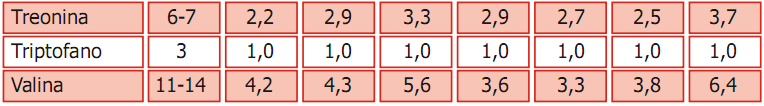 Treonina 6-7 2,2 2,9 3,3 2,9 2,7 2,5 3,7
Triptofano 3 1,0 1,0 1,0 1,0 1,0 1,0 1,0
Valina 11-14 4,2 4,3 5,6 3,6 3,3 3,8 6,4